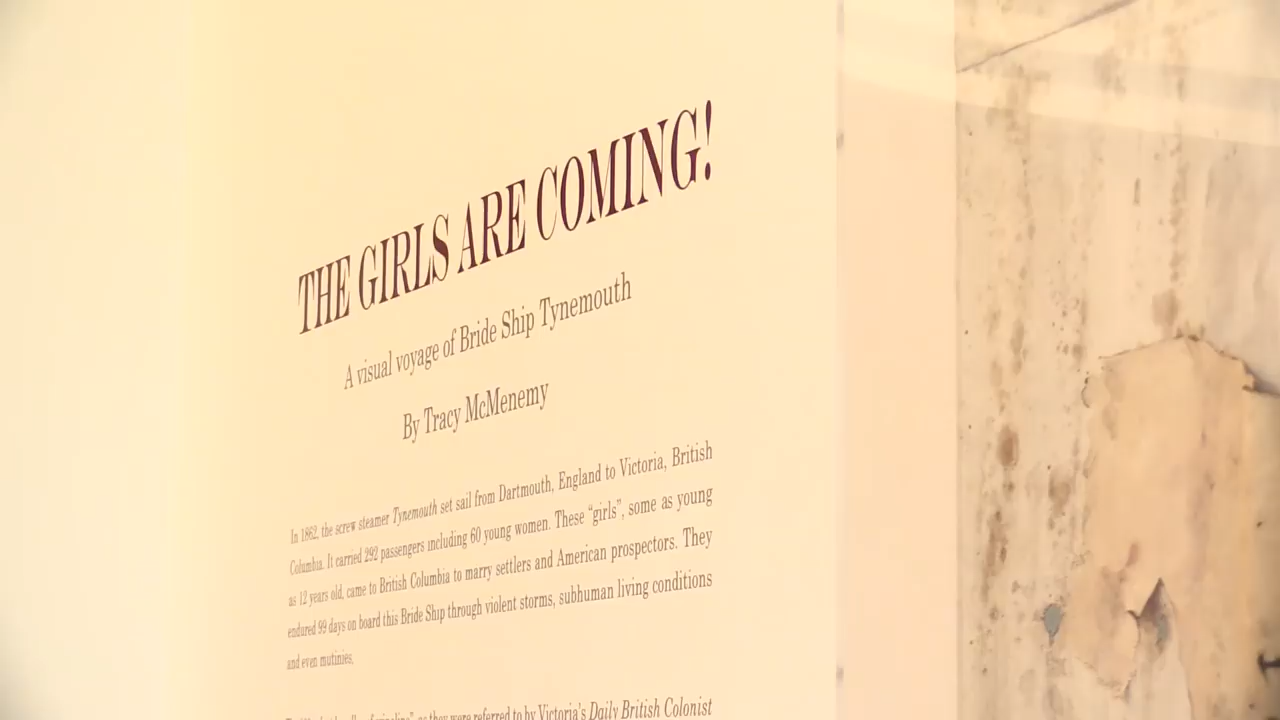 THE GIRLS ARE COMING!
A visual voyage of Bride Ship Tynemouth
By Tracy McMenemy
In 1862, the screw steamer Tynemouth set sail from Dartmouth, England to Victoria, British
Columbia. It carried 292 passengers including 60 young women. These “girls”, some as young
as 12 years old, came to British Columbia to marry settlers and American prospectors. They
endured 99 days on board this Bride Ship through violent storms, subhuman living conditions
and even mutinies.
as they were referred to by Victoria's Daily British Colonist